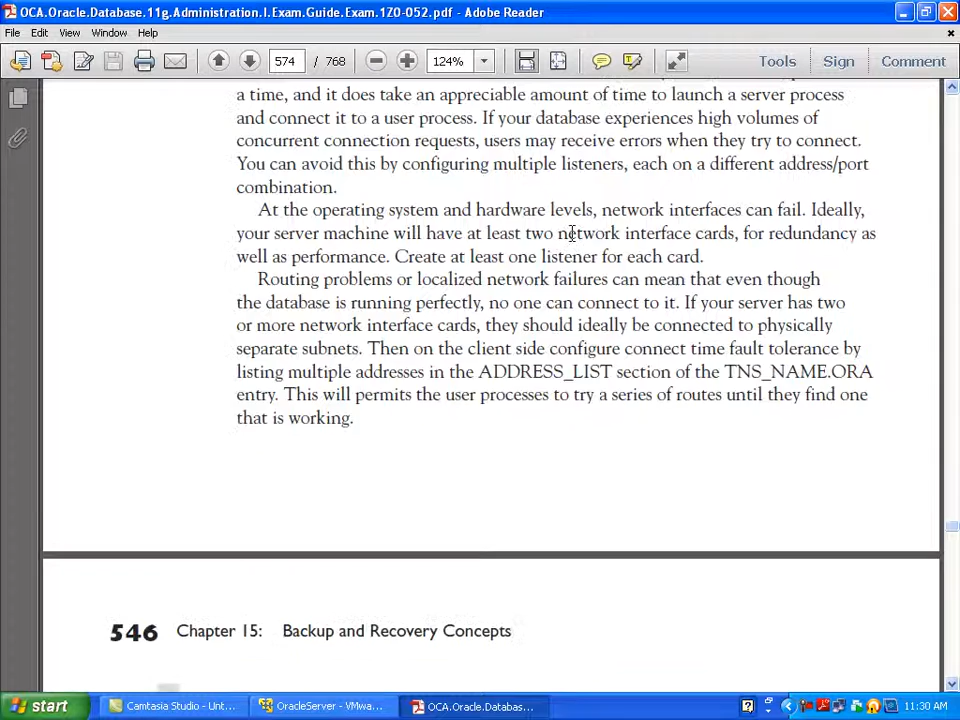 OCA.Oracle.Database.11g.Administration.I.Exam.Guide.Exam.1Z0-052.pdf - Adobe Reader
File Edit View Window Help
574 / 768 124% Tools Sign Comment
a time, and it does take an appreciable amount of time to launch a server process
and connect it to a user process. If your database experiences high volumes of
concurrent connection requests, users may receive errors when they try to connect.
You can avoid this by configuring multiple listeners, each on a different address/port
combination.
At the operating system and hardware levels, network interfaces can fail. Ideally,
your server machine will have at least two network interface cards, for redundancy as
well as performance. Create at least one listener for each card.
Routing problems or localized network failures can mean that even though
the database is running perfectly, no one can connect to it. If your server has two
or more network interface cards, they should ideally be connected to physically
separate subnets. Then on the client side configure connect time fault tolerance by
listing multiple addresses in the ADDRESS_LIST section of the TNS_NAME.ORA
entry. This will permits the user processes to try a series of routes until they find one
that is working.
546 Chapter 15: Backup and Recovery Concepts
start Camtasia Studio - Unt... OracleServer - VMwa... OCA.Oracle.Databas... 11:30 AM